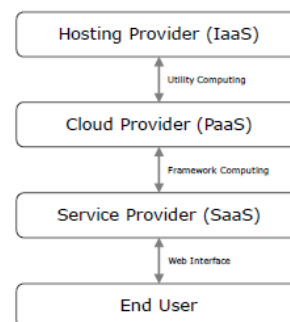 Hosting Provider (IaaS)
Utility Computing
Cloud Provider (PaaS)
Framework Computing
Service Provider (SaaS)
Web Interface
End User